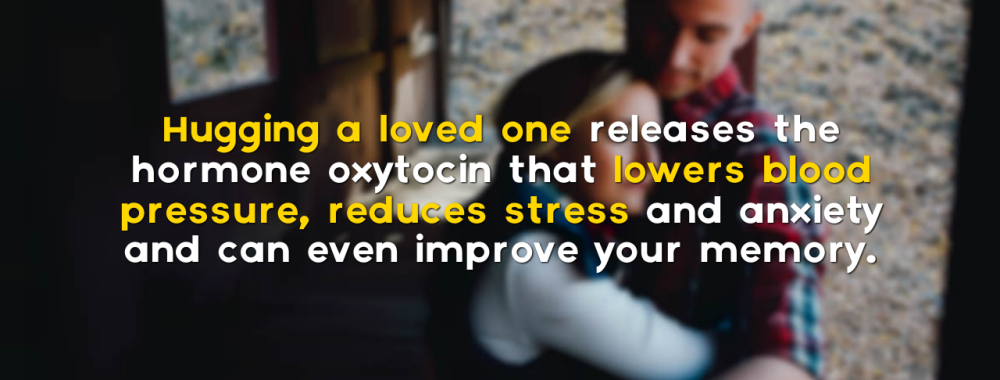 Hugging a loved one releases the
hormone oxytocin that lowers blood
pressure, reduces stress and anxiety
and can even improve your memory.